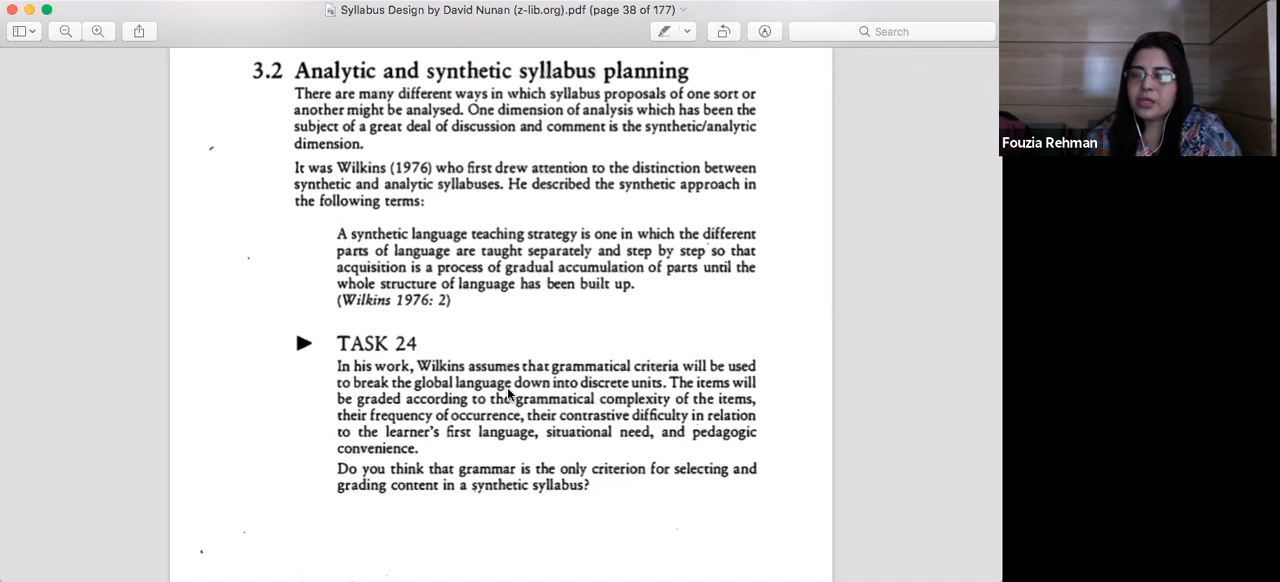 Syllabus Design by David Nunan (z-lib.org).pdf (page 38 of 177)
Search
3.2 Analytic and synthetic syllabus planning
There are many different ways in which syllabus proposals of one sort or
another might be analysed. One dimension of analysis which has been the
subject of a great deal of discussion and comment is the synthetic/analytic
dimension.
It was Wilkins (1976) who first drew attention to the distinction between
synthetic and analytic syllabuses. He described the synthetic approach in
the following terms:
A synthetic language teaching strategy is one in which the different
parts of language are taught separately and step by step so that
acquisition is a process of gradual accumulation of parts until the
whole structure of language has been built up.
(Wilkins 1976: 2)
TASK 24
In his work, Wilkins assumes that grammatical criteria will be used
to break the global language down into discrete units. The items will
be graded according to the grammatical complexity of the items,
their frequency of occurrence, their contrastive difficulty in relation
to the learner's first language, situational need, and pedagogic
convenience.
Do you think that grammar is the only criterion for selecting and
grading content in a synthetic syllabus?
Fouzia Rehman